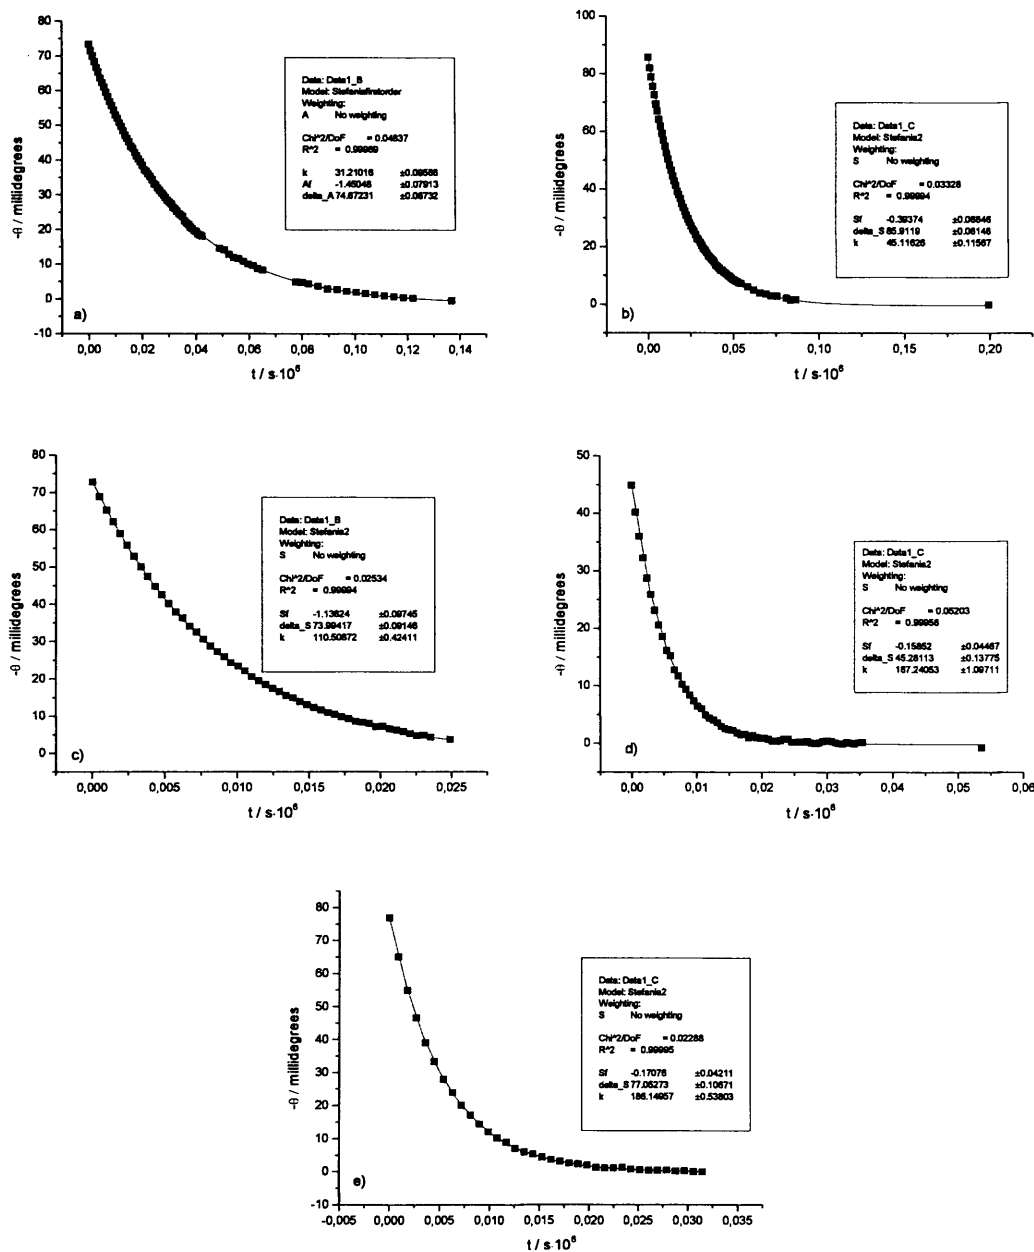 80
70
60
50
40
30
20
10
0
-10
-θ / millidegrees
Data: Data1_B
Model: Stefaniafirstorder
Weighting:
A No weighting
Chi^2/DoF = 0.04837
R^2 = 0.99989
k 31.21016 ±0.09586
Af -1.46048 ±0.07913
delta_A 74.67231 ±0.06732
a)
0,00 0,02 0,04 0,06 0,08 0,10 0,12 0,14
t / s·10⁶
100
80
60
40
20
0
-10
-θ / millidegrees
Data: Data1_C
Model: Stefania2
Weighting:
S No weighting
Chi^2/DoF = 0.03328
R^2 = 0.99994
Sf -0.39374 ±0.06846
delta_S 85.9119 ±0.06146
k 45.11626 ±0.11567
b)
0,00 0,05 0,10 0,15 0,20
t / s·10⁶
80
70
60
50
40
30
20
10
0
-θ / millidegrees
Data: Data1_B
Model: Stefania2
Weighting:
S No weighting
Chi^2/DoF = 0.02534
R^2 = 0.99994
Sf -1.13624 ±0.09745
delta_S 73.99417 ±0.09146
k 110.50872 ±0.42411
c)
0,000 0,005 0,010 0,015 0,020 0,025
t / s·10⁶
50
40
30
20
10
0
-θ / millidegrees
Data: Data1_C
Model: Stefania2
Weighting:
S No weighting
Chi^2/DoF = 0.05203
R^2 = 0.99956
Sf -0.15852 ±0.04467
delta_S 45.28113 ±0.13775
k 187.24053 ±1.09711
d)
0,00 0,01 0,02 0,03 0,04 0,05 0,06
t / s·10⁶
80
70
60
50
40
30
20
10
0
-10
-θ / millidegrees
Data: Data1_C
Model: Stefania2
Weighting:
S No weighting
Chi^2/DoF = 0.02288
R^2 = 0.99995
Sf -0.17076 ±0.04211
delta_S 77.05273 ±0.10671
k 186.14957 ±0.53803
e)
-0,005 0,000 0,005 0,010 0,015 0,020 0,025 0,030 0,035
t / s·10⁶